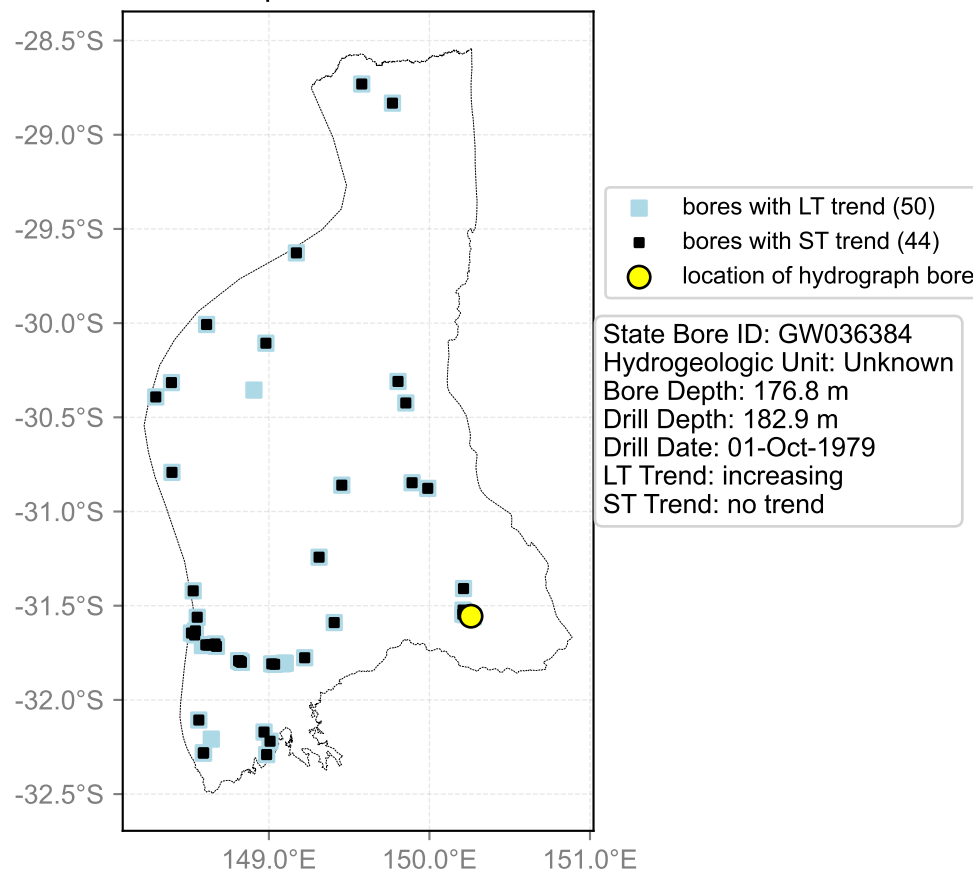 -28.5°S
-29.0°S
-29.5°S
-30.0°S
-30.5°S
-31.0°S
-31.5°S
-32.0°S
-32.5°S
149.0°E
150.0°E
151.0°E
bores with LT trend (50)
bores with ST trend (44)
location of hydrograph bore
State Bore ID: GW036384
Hydrogeologic Unit: Unknown
Bore Depth: 176.8 m
Drill Depth: 182.9 m
Drill Date: 01-Oct-1979
LT Trend: increasing
ST Trend: no trend